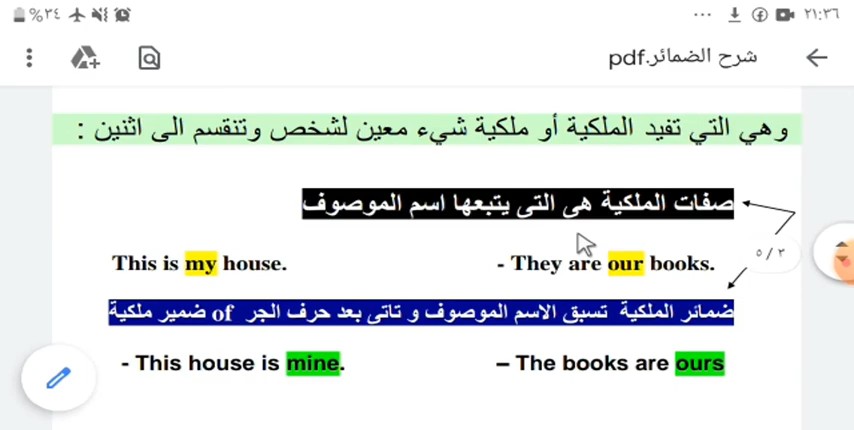 %٣٤ ٢١:٣٦
شرح الضمائر.pdf
وهي التي تفيد الملكية أو ملكية شيء معين لشخص وتنقسم الى اثنين :
صفات الملكية هى التى يتبعها اسم الموصوف
This is my house. - They are our books.
٥ / ٣
ضمائر الملكية تسبق الاسم الموصوف و تاتى بعد حرف الجر of ضمير ملكية
- This house is mine. – The books are ours